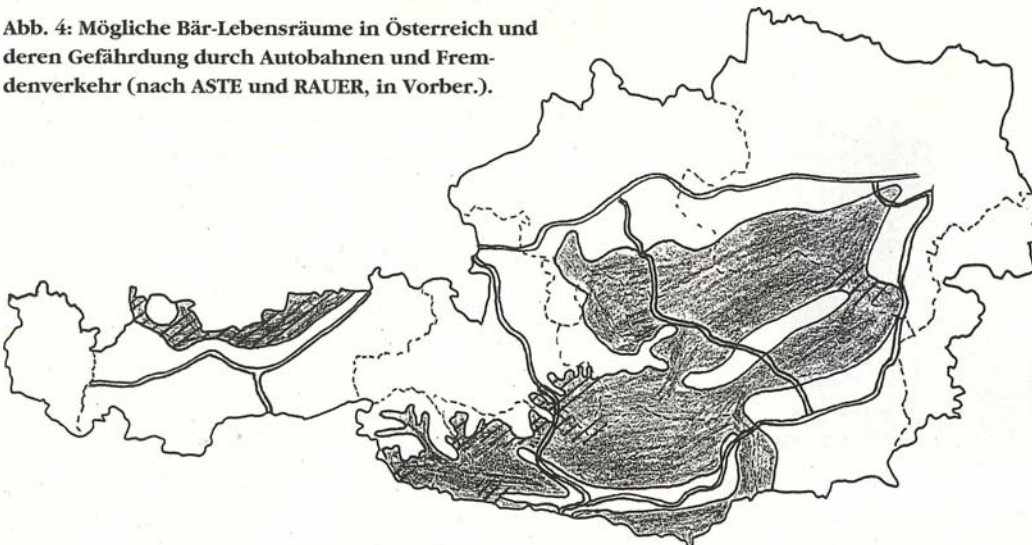 Abb. 4: Mögliche Bär-Lebensräume in Österreich und
deren Gefährdung durch Autobahnen und Frem-
denverkehr (nach ASTE und RAUER, in Vorber.).